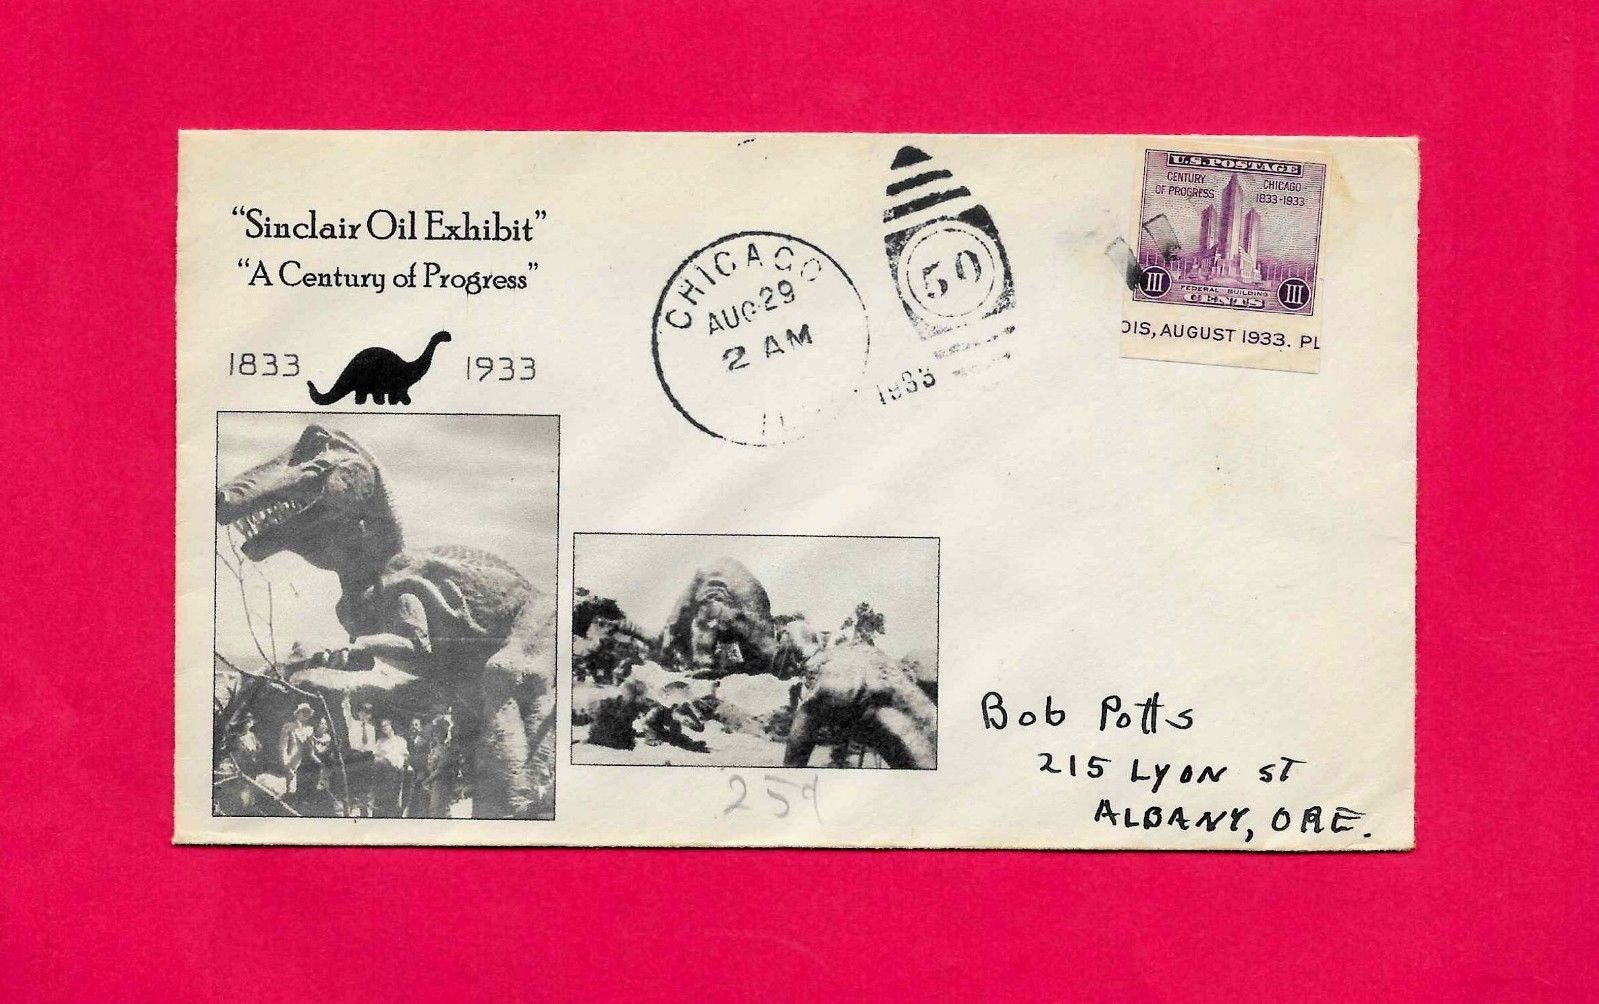 “Sinclair Oil Exhibit”
“A Century of Progress”
1833 1933
CHICAGO
AUG 29
2 AM
1933
50
U.S. POSTAGE
CENTURY OF PROGRESS
CHICAGO 1833-1933
III
FEDERAL BUILDING
CENTS
III
OIS, AUGUST 1933. PL
Bob Potts
215 LYON ST
ALBANY, ORE.
25¢